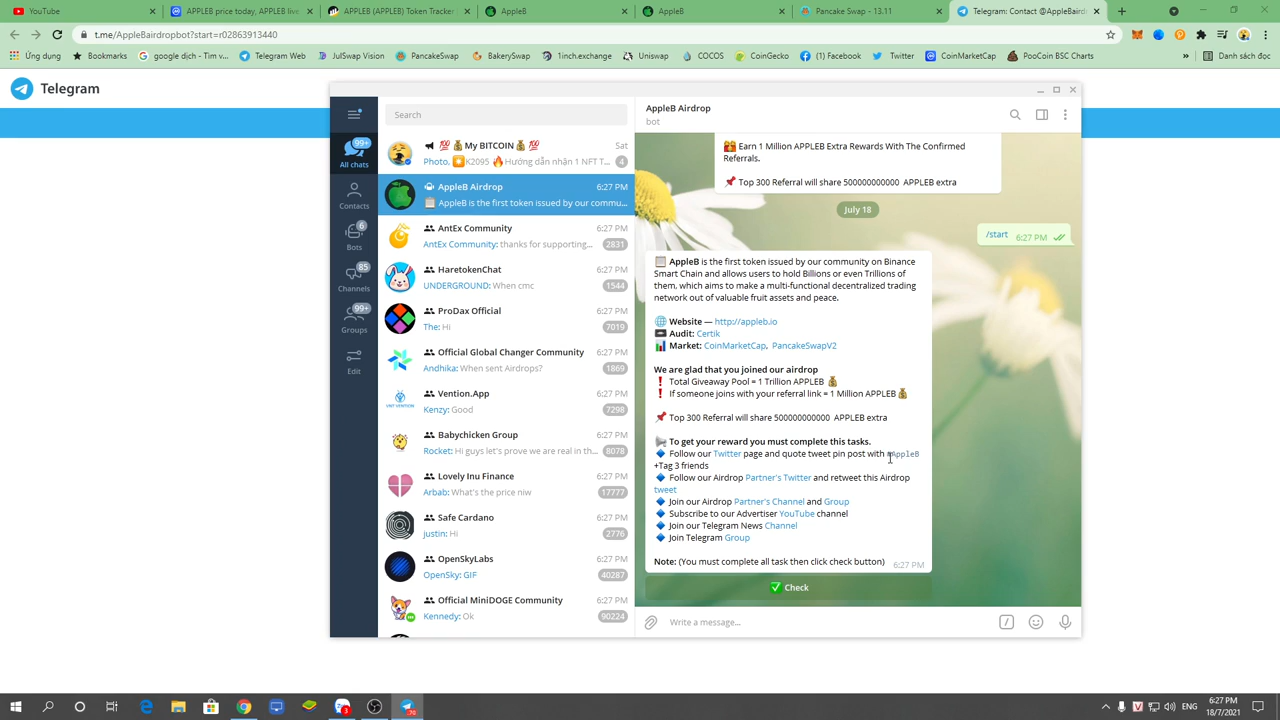 YouTube
APPLEB price today, APPLEB live
APPLEB (APPLEB) Token Tracker
AppleB
AppleB
Pancake Swap - 13.11
Telegram: Contact @AppleBairdr
t.me/AppleBairdropbot?start=r02863913440
Ứng dụng
Bookmarks
google dịch - Tìm v...
Telegram Web
JulSwap Vision
PancakeSwap
BakerySwap
1inch.exchange
Uniswap
COCOS
CoinGecko
(1) Facebook
Twitter
CoinMarketCap
PooCoin BSC Charts
»
Danh sách đọc
Telegram
Search
99+
All chats
Contacts
6
Bots
85
Channels
99+
Groups
Edit
💯 💰 My BITCOIN 💰 💯 Sat
Photo, K2095 🔥Hướng dẫn nhận 1 NFT T... 4
AppleB Airdrop 6:27 PM
AppleB is the first token issued by our commu...
AntEx Community 6:27 PM
AntEx Community: thanks for supporting... 2831
HaretokenChat 6:27 PM
UNDERGROUND: When cmc 1544
ProDax Official 6:27 PM
The: Hi 7019
Official Global Changer Community 6:27 PM
Andhika: When sent Airdrops? 1869
VNT VENTION
Vention.App 6:27 PM
Kenzy: Good 7298
Babychicken Group 6:27 PM
Rocket: Hi guys let's prove we are real in th... 8078
Lovely Inu Finance 6:27 PM
Arbab: What's the price niw 17777
Safe Cardano 6:27 PM
justin: Hi 2776
OpenSkyLabs 6:27 PM
OpenSky: GIF 40287
Official MiniDOGE Community 6:27 PM
Kennedy: Ok 90224
AppleB Airdrop
bot
Earn 1 Million APPLEB Extra Rewards With The Confirmed
Referrals.
📌 Top 300 Referral will share 500000000000 APPLEB extra
July 18
/start 6:27 PM
AppleB is the first token issued by our community on Binance
Smart Chain and allows users to hold Billions or even Trillions of
them, which aims to make a multi-functional decentralized trading
network out of valuable fruit assets and peace.
🌐 Website — http://appleb.io
Audit: Certik
📊 Market: CoinMarketCap, PancakeSwapV2
We are glad that you joined our airdrop
❗ Total Giveaway Pool = 1 Trillion APPLEB 💰
❗ If someone joins with your referral link = 1 Million APPLEB 💰
📌 Top 300 Referral will share 500000000000 APPLEB extra
📢 To get your reward you must complete this tasks.
🔹 Follow our Twitter page and quote tweet pin post with #AppleB
+Tag 3 friends
🔹 Follow our Airdrop Partner's Twitter and retweet this Airdrop
tweet
🔹 Join our Airdrop Partner's Channel and Group
🔹 Subscribe to our Advertiser YouTube channel
🔹 Join our Telegram News Channel
🔹 Join Telegram Group
Note: (You must complete all task then click check button) 6:27 PM
✅ Check
Write a message...
3
ENG
6:27 PM
18/7/2021